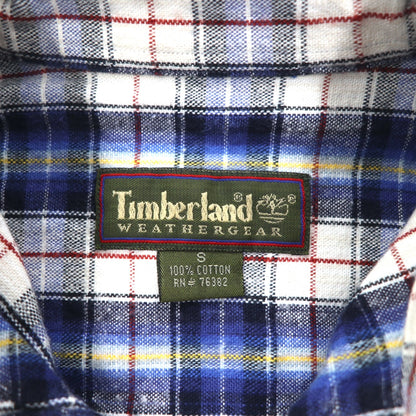 Timberland®
WEATHERGEAR
S
100% COTTON
RN# 76382